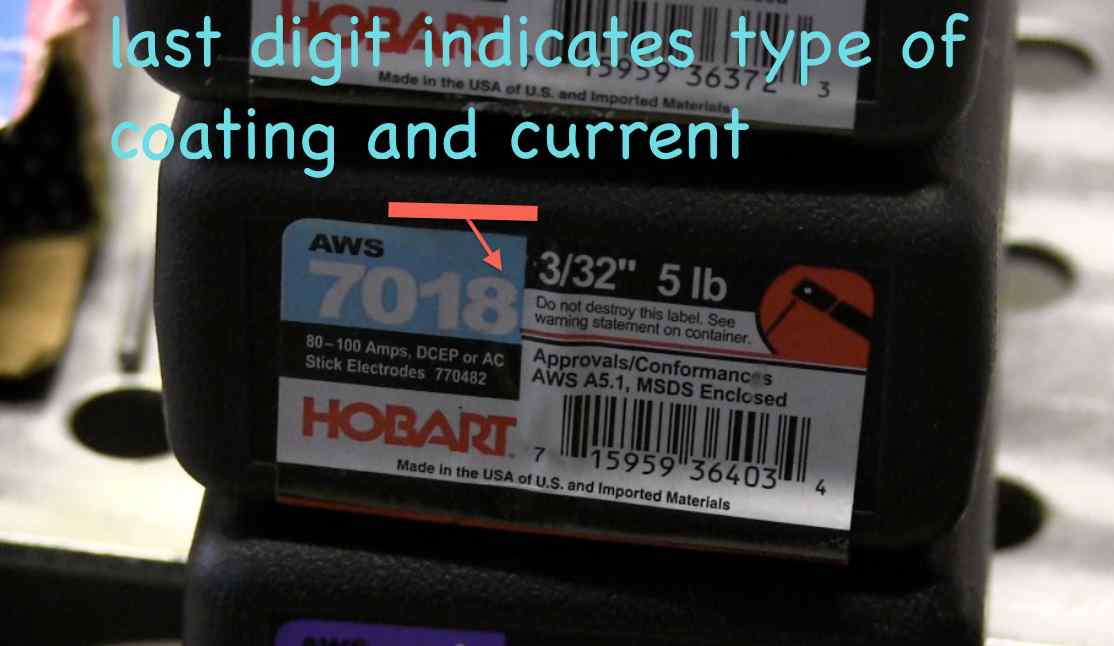 last digit indicates type of
HOBART
15959 36372 3
Made in the USA of U.S. and Imported Materials
coating and current
AWS
7018
3/32" 5 lb
Do not destroy this label. See
warning statement on container.
80–100 Amps, DCEP or AC
Stick Electrodes 770482
Approvals/Conformances
AWS A5.1, MSDS Enclosed
HOBART
7 15959 36403 4
Made in the USA of U.S. and Imported Materials
AWS